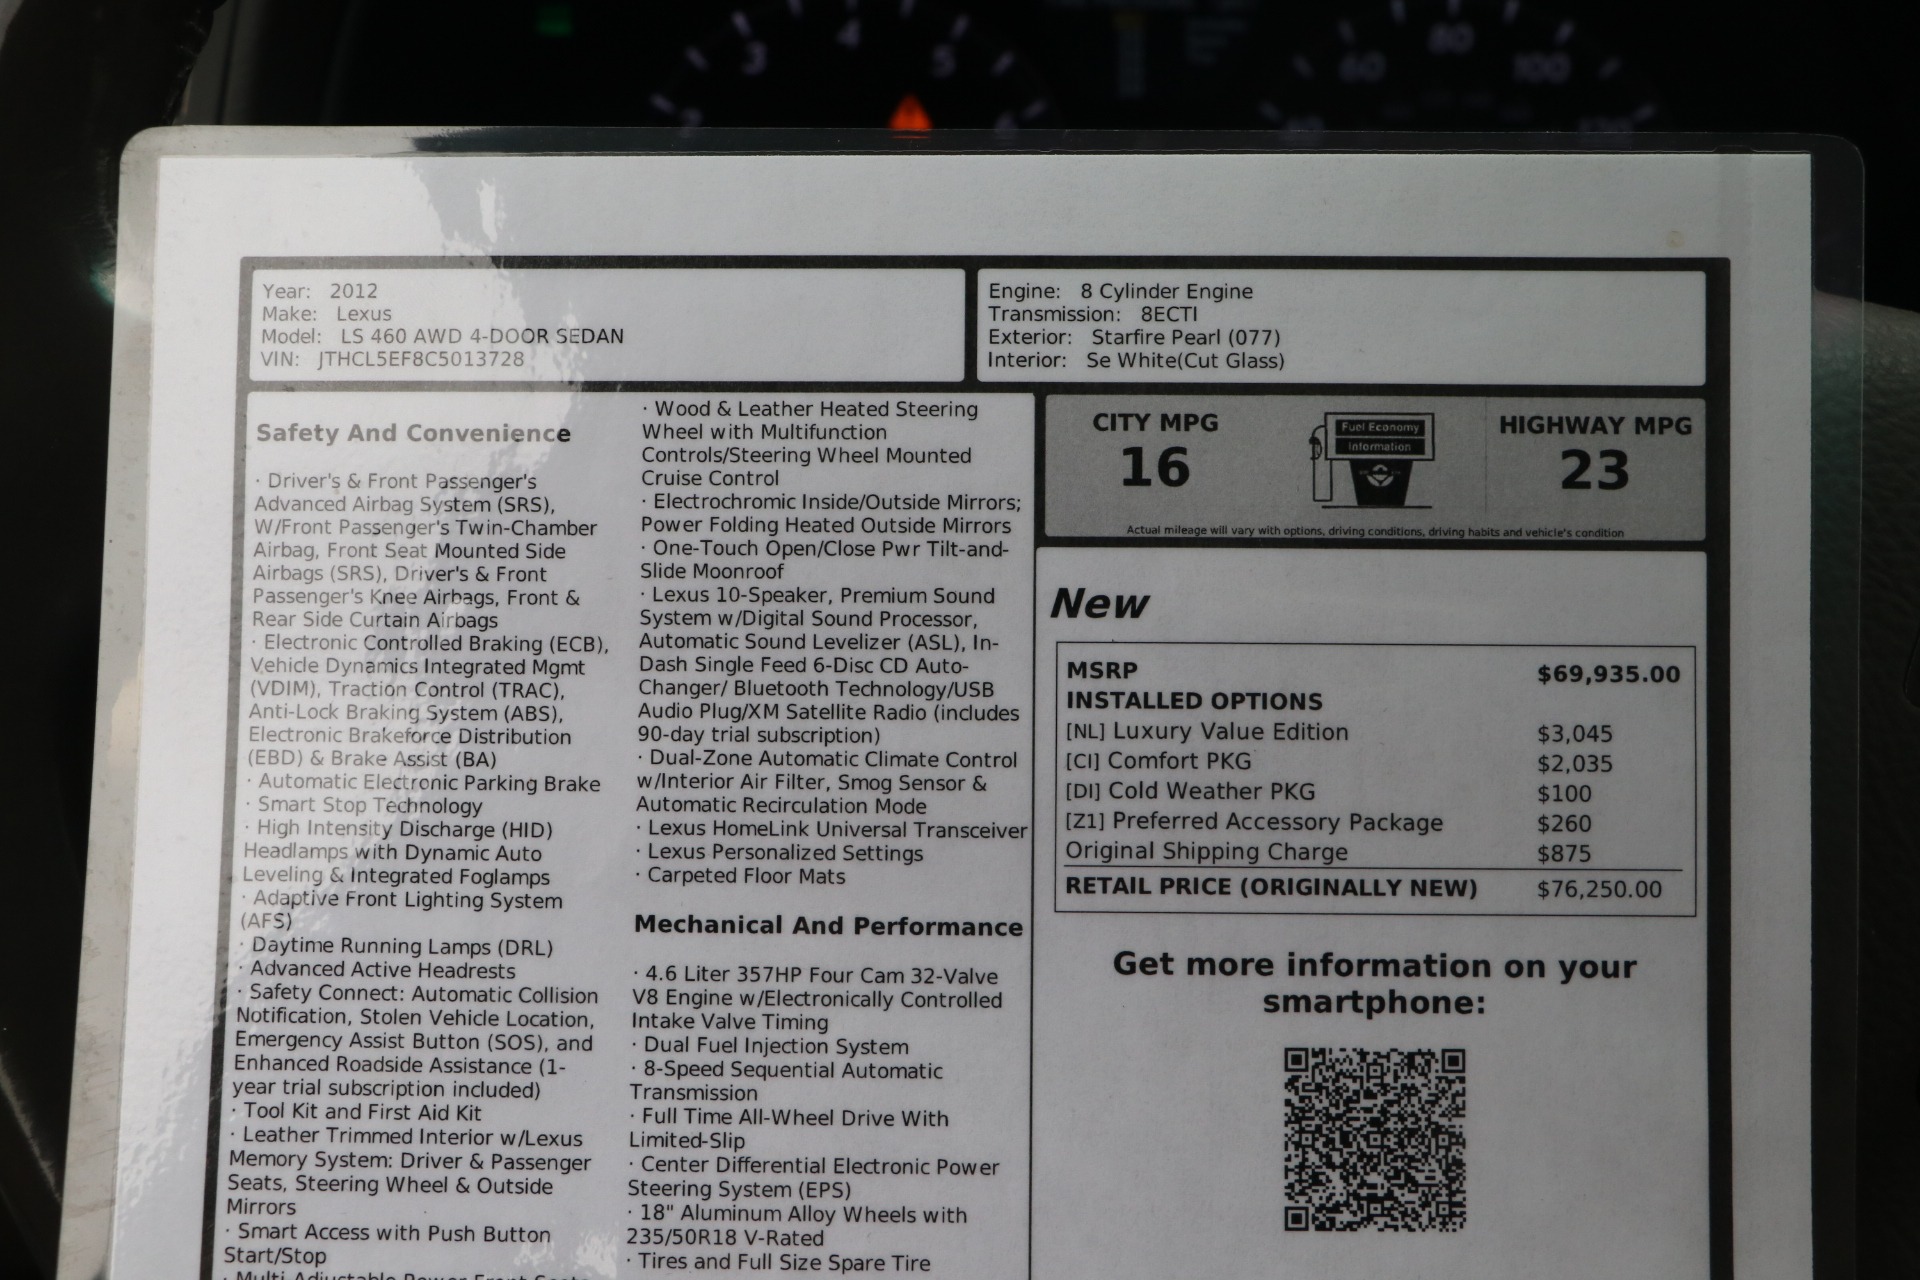 3 4 5 6
60 80 100
Year: 2012
Make: Lexus
Model: LS 460 AWD 4-DOOR SEDAN
VIN: JTHCL5EF8C5013728
Engine: 8 Cylinder Engine
Transmission: 8ECTI
Exterior: Starfire Pearl (077)
Interior: Se White(Cut Glass)
Safety And Convenience
· Driver's & Front Passenger's
Advanced Airbag System (SRS),
W/Front Passenger's Twin-Chamber
Airbag, Front Seat Mounted Side
Airbags (SRS), Driver's & Front
Passenger's Knee Airbags, Front &
Rear Side Curtain Airbags
· Electronic Controlled Braking (ECB),
Vehicle Dynamics Integrated Mgmt
(VDIM), Traction Control (TRAC),
Anti-Lock Braking System (ABS),
Electronic Brakeforce Distribution
(EBD) & Brake Assist (BA)
· Automatic Electronic Parking Brake
· Smart Stop Technology
· High Intensity Discharge (HID)
Headlamps with Dynamic Auto
Leveling & Integrated Foglamps
· Adaptive Front Lighting System
(AFS)
· Daytime Running Lamps (DRL)
· Advanced Active Headrests
· Safety Connect: Automatic Collision
Notification, Stolen Vehicle Location,
Emergency Assist Button (SOS), and
Enhanced Roadside Assistance (1-
year trial subscription included)
· Tool Kit and First Aid Kit
· Leather Trimmed Interior w/Lexus
Memory System: Driver & Passenger
Seats, Steering Wheel & Outside
Mirrors
· Smart Access with Push Button
Start/Stop
· Multi-Adjustable Power Front Seats
· Wood & Leather Heated Steering
Wheel with Multifunction
Controls/Steering Wheel Mounted
Cruise Control
· Electrochromic Inside/Outside Mirrors;
Power Folding Heated Outside Mirrors
· One-Touch Open/Close Pwr Tilt-and-
Slide Moonroof
· Lexus 10-Speaker, Premium Sound
System w/Digital Sound Processor,
Automatic Sound Levelizer (ASL), In-
Dash Single Feed 6-Disc CD Auto-
Changer/ Bluetooth Technology/USB
Audio Plug/XM Satellite Radio (includes
90-day trial subscription)
· Dual-Zone Automatic Climate Control
w/Interior Air Filter, Smog Sensor &
Automatic Recirculation Mode
· Lexus HomeLink Universal Transceiver
· Lexus Personalized Settings
· Carpeted Floor Mats
Mechanical And Performance
· 4.6 Liter 357HP Four Cam 32-Valve
V8 Engine w/Electronically Controlled
Intake Valve Timing
· Dual Fuel Injection System
· 8-Speed Sequential Automatic
Transmission
· Full Time All-Wheel Drive With
Limited-Slip
· Center Differential Electronic Power
Steering System (EPS)
· 18" Aluminum Alloy Wheels with
235/50R18 V-Rated
· Tires and Full Size Spare Tire
CITY MPG
16
Fuel Economy
Information
HIGHWAY MPG
23
Actual mileage will vary with options, driving conditions, driving habits and vehicle's condition
New
MSRP $69,935.00
INSTALLED OPTIONS
[NL] Luxury Value Edition $3,045
[CI] Comfort PKG $2,035
[DI] Cold Weather PKG $100
[Z1] Preferred Accessory Package $260
Original Shipping Charge $875
RETAIL PRICE (ORIGINALLY NEW) $76,250.00
Get more information on your
smartphone: